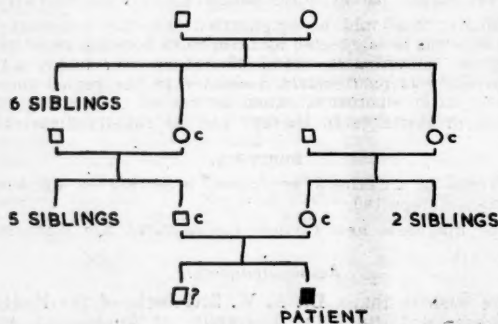 6 SIBLINGS
c c
5 SIBLINGS c c 2 SIBLINGS
?
PATIENT